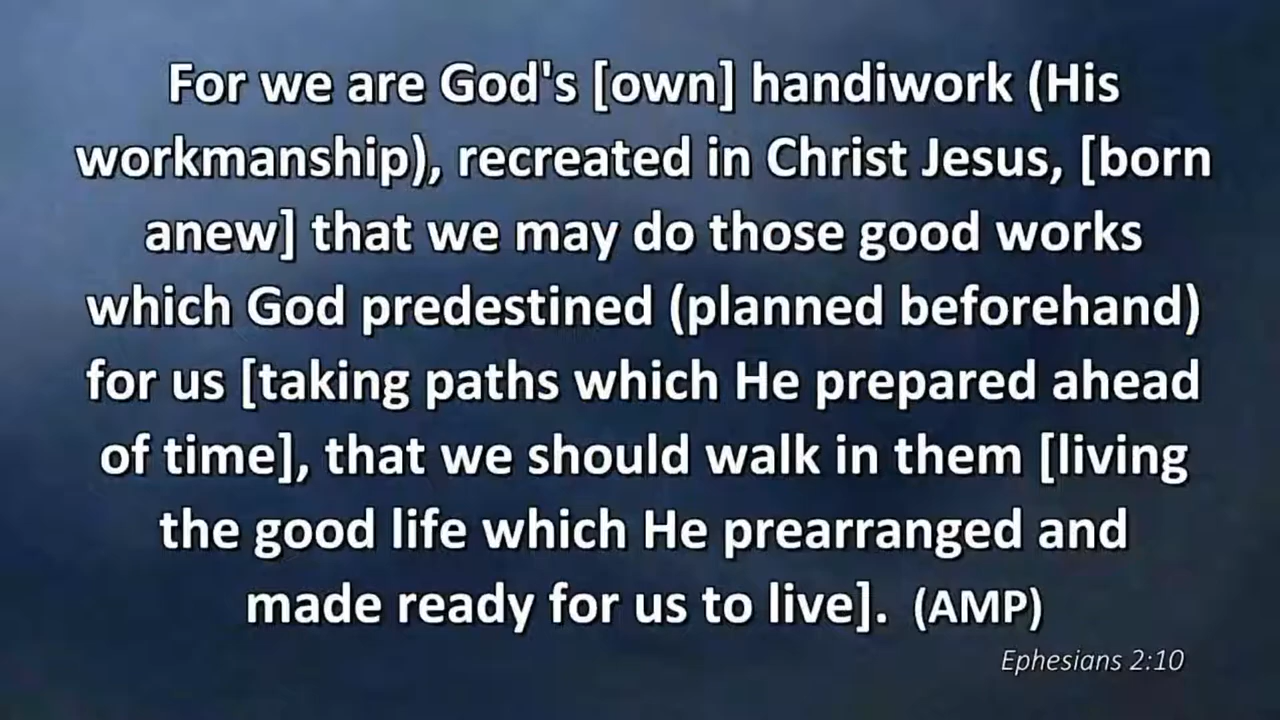 For we are God's [own] handiwork (His
workmanship), recreated in Christ Jesus, [born
anew] that we may do those good works
which God predestined (planned beforehand)
for us [taking paths which He prepared ahead
of time], that we should walk in them [living
the good life which He prearranged and
made ready for us to live]. (AMP)
Ephesians 2:10